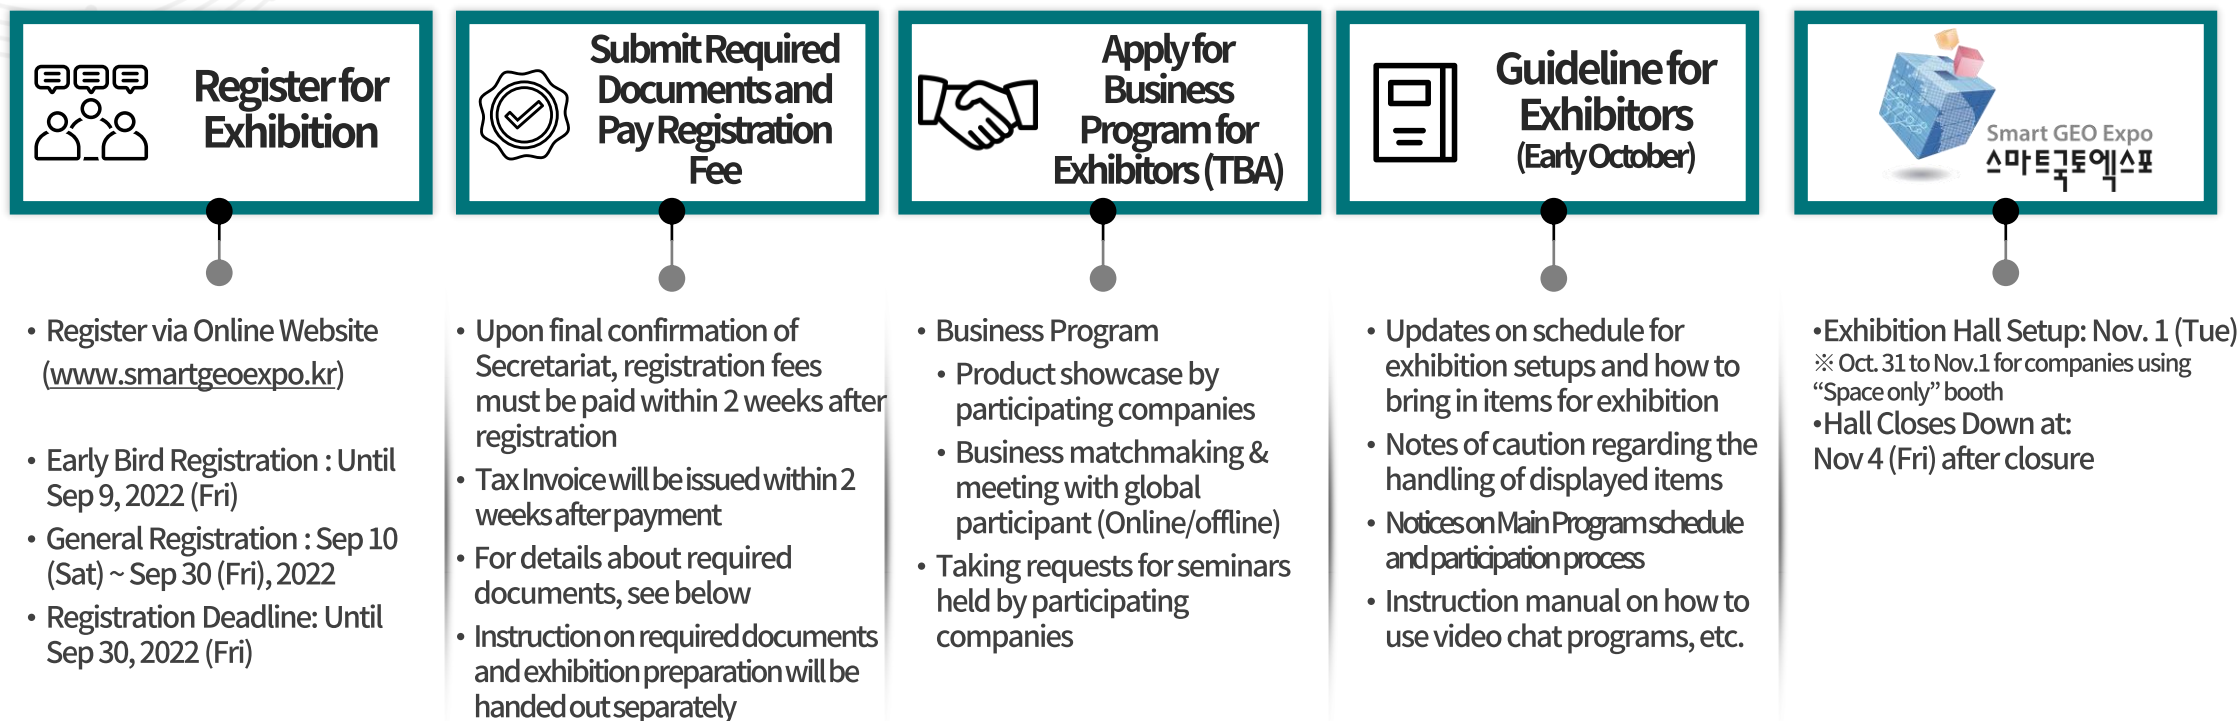 Register for
Exhibition
• Register via Online Website
(www.smartgeoexpo.kr)
• Early Bird Registration : Until
Sep 9, 2022 (Fri)
• General Registration : Sep 10
(Sat) ~ Sep 30 (Fri), 2022
• Registration Deadline: Until
Sep 30, 2022 (Fri)
Submit Required
Documents and
Pay Registration
Fee
• Upon final confirmation of
Secretariat, registration fees
must be paid within 2 weeks after
registration
• Tax Invoice will be issued within 2
weeks after payment
• For details about required
documents, see below
• Instruction on required documents
and exhibition preparation will be
handed out separately
Apply for
Business
Program for
Exhibitors (TBA)
• Business Program
• Product showcase by
participating companies
• Business matchmaking &
meeting with global
participant (Online/offline)
• Taking requests for seminars
held by participating
companies
Guideline for
Exhibitors
(Early October)
• Updates on schedule for
exhibition setups and how to
bring in items for exhibition
• Notes of caution regarding the
handling of displayed items
• Notices on Main Program schedule
and participation process
• Instruction manual on how to
use video chat programs, etc.
Smart GEO Expo
스마트국토엑스포
•Exhibition Hall Setup: Nov. 1 (Tue)
※ Oct. 31 to Nov.1 for companies using
“Space only” booth
•Hall Closes Down at:
Nov 4 (Fri) after closure